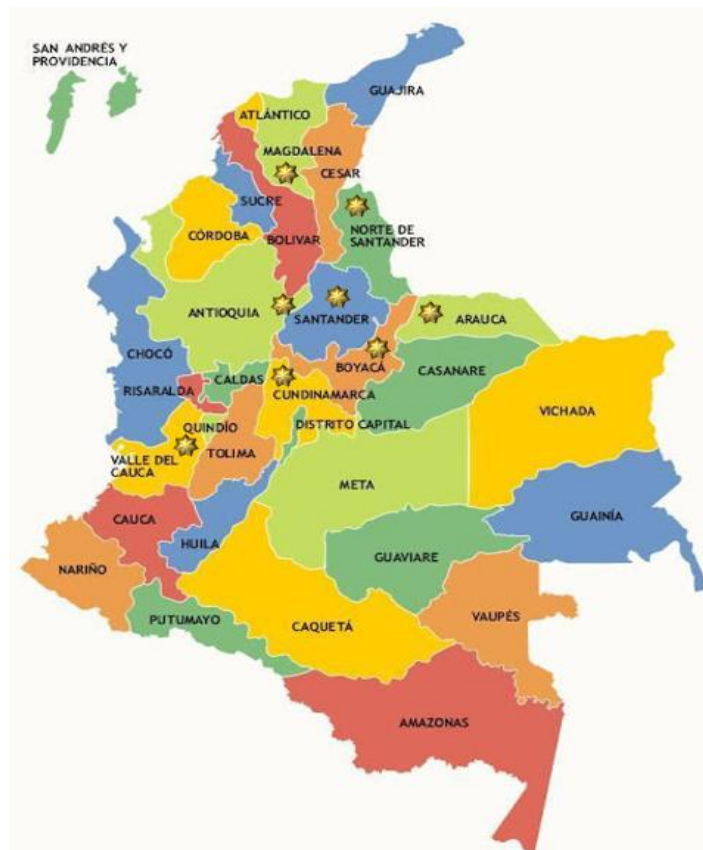 SAN ANDRÉS Y
PROVIDENCIA
GUAJIRA
ATLÁNTICO
MAGDALENA
CESAR
SUCRE
NORTE DE
SANTANDER
CÓRDOBA
BOLIVAR
ANTIOQUIA
SANTANDER
ARAUCA
CHOCÓ
BOYACÁ
CASANARE
RISARALDA
CALDAS
CUNDINAMARCA
VICHADA
QUINDÍO
DISTRITO CAPITAL
VALLE DEL
CAUCA
TOLIMA
META
CAUCA
GUAINÍA
HUILA
GUAVIARE
NARIÑO
VAUPÉS
PUTUMAYO
CAQUETÁ
AMAZONAS